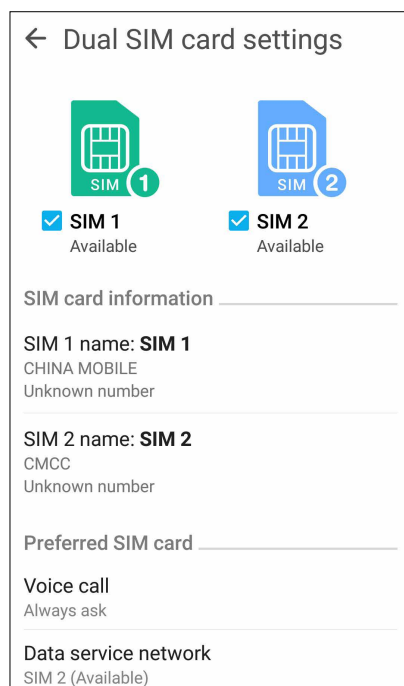 Dual SIM card settings
SIM 1
SIM 2
SIM 1
SIM 2
Available
Available
SIM card information
SIM 1 name: SIM 1
CHINA MOBILE
Unknown number
SIM 2 name: SIM 2
CMCC
Unknown number
Preferred SIM card
Voice call
Always ask
Data service network
SIM 2 (Available)